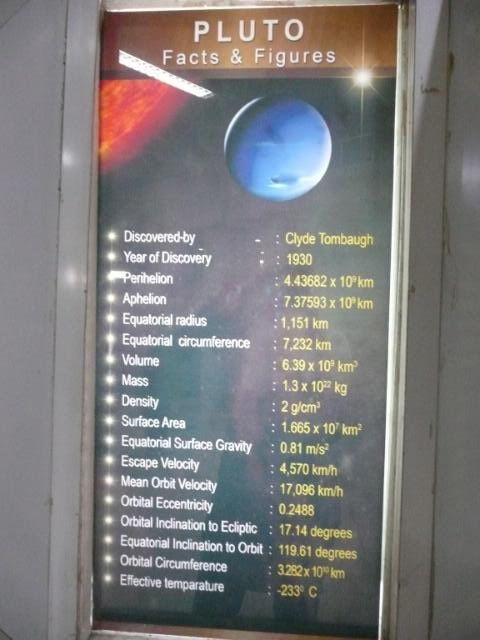 PLUTO
Facts & Figures
Discovered-by : Clyde Tombaugh
Year of Discovery : 1930
Perihelion : 4.43682 x 10⁹ km
Aphelion : 7.37593 x 10⁹ km
Equatorial radius : 1,151 km
Equatorial circumference : 7,232 km
Volume : 6.39 x 10⁹ km³
Mass : 1.3 x 10²² kg
Density : 2 g/cm³
Surface Area : 1.665 x 10⁷ km²
Equatorial Surface Gravity : 0.81 m/s²
Escape Velocity : 4,570 km/h
Mean Orbit Velocity : 17,096 km/h
Orbital Eccentricity : 0.2488
Orbital Inclination to Ecliptic : 17.14 degrees
Equatorial Inclination to Orbit : 119.61 degrees
Orbital Circumference : 3.282 x 10¹⁰ km
Effective temparature : -233⁰ C